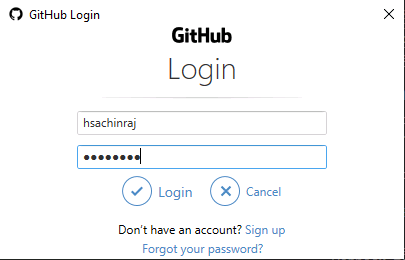 GitHub Login
GitHub
Login
hsachinraj
●●●●●●●●
Login Cancel
Don't have an account? Sign up
Forgot your password?